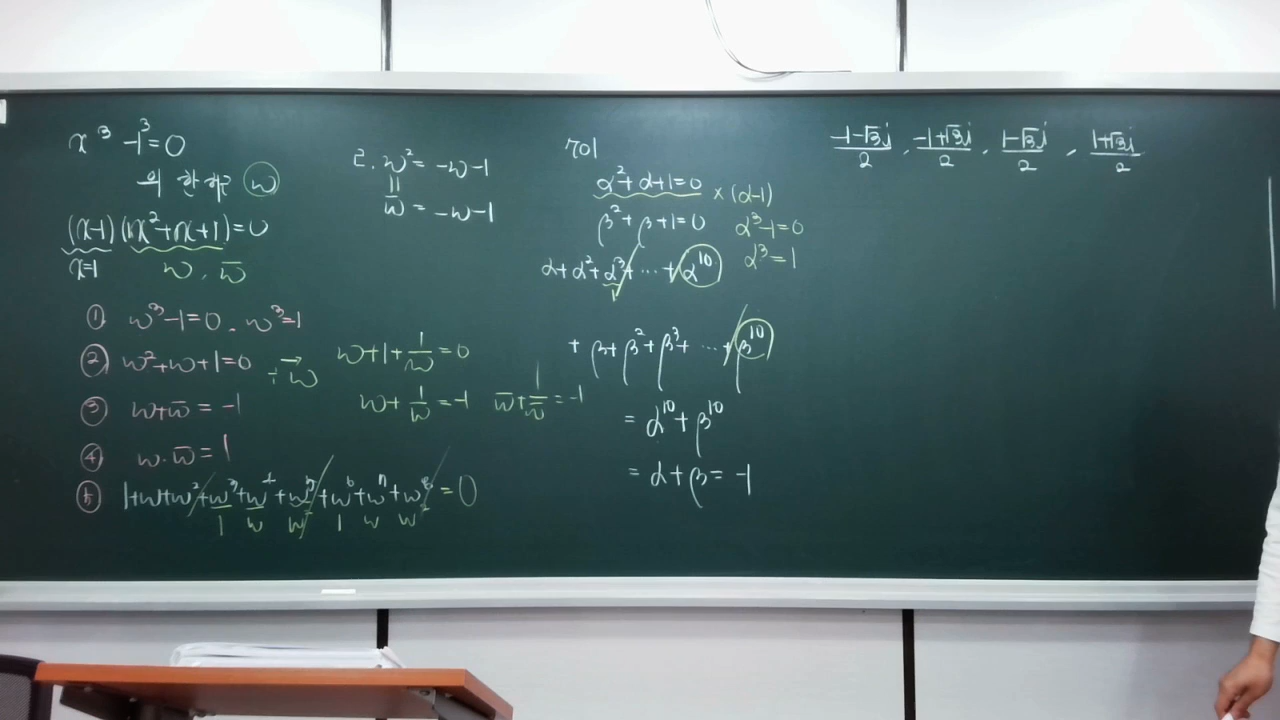 x³ -1³=0
의 한 허근 ω
(x-1)(x²+x+1)=0
x=1 ω, ω̅
① ω³-1=0. ω³=1
② ω²+ω+1=0 ÷ω → ω+1+1/ω=0
ω+1/ω=-1 ω̅+1/ω̅=-1
③ ω+ω̅=-1
④ ω·ω̅=1
⑤ 1+ω+ω²+ω³+ω⁴+ω⁵+ω⁶+ω⁷+ω⁸=0
1 ω ω² 1 ω ω²
2. ω²=-ω-1
||
ω̅=-ω-1
701
α²+α+1=0 ×(α-1)
β²+β+1=0 α³-1=0
α³=1
α+α²+α³+⋯+α¹⁰
1
+β+β²+β³+⋯+β¹⁰
=α¹⁰+β¹⁰
=α+β=-1
(-1-√3i)/2, (-1+√3i)/2, (1-√3i)/2, (1+√3i)/2